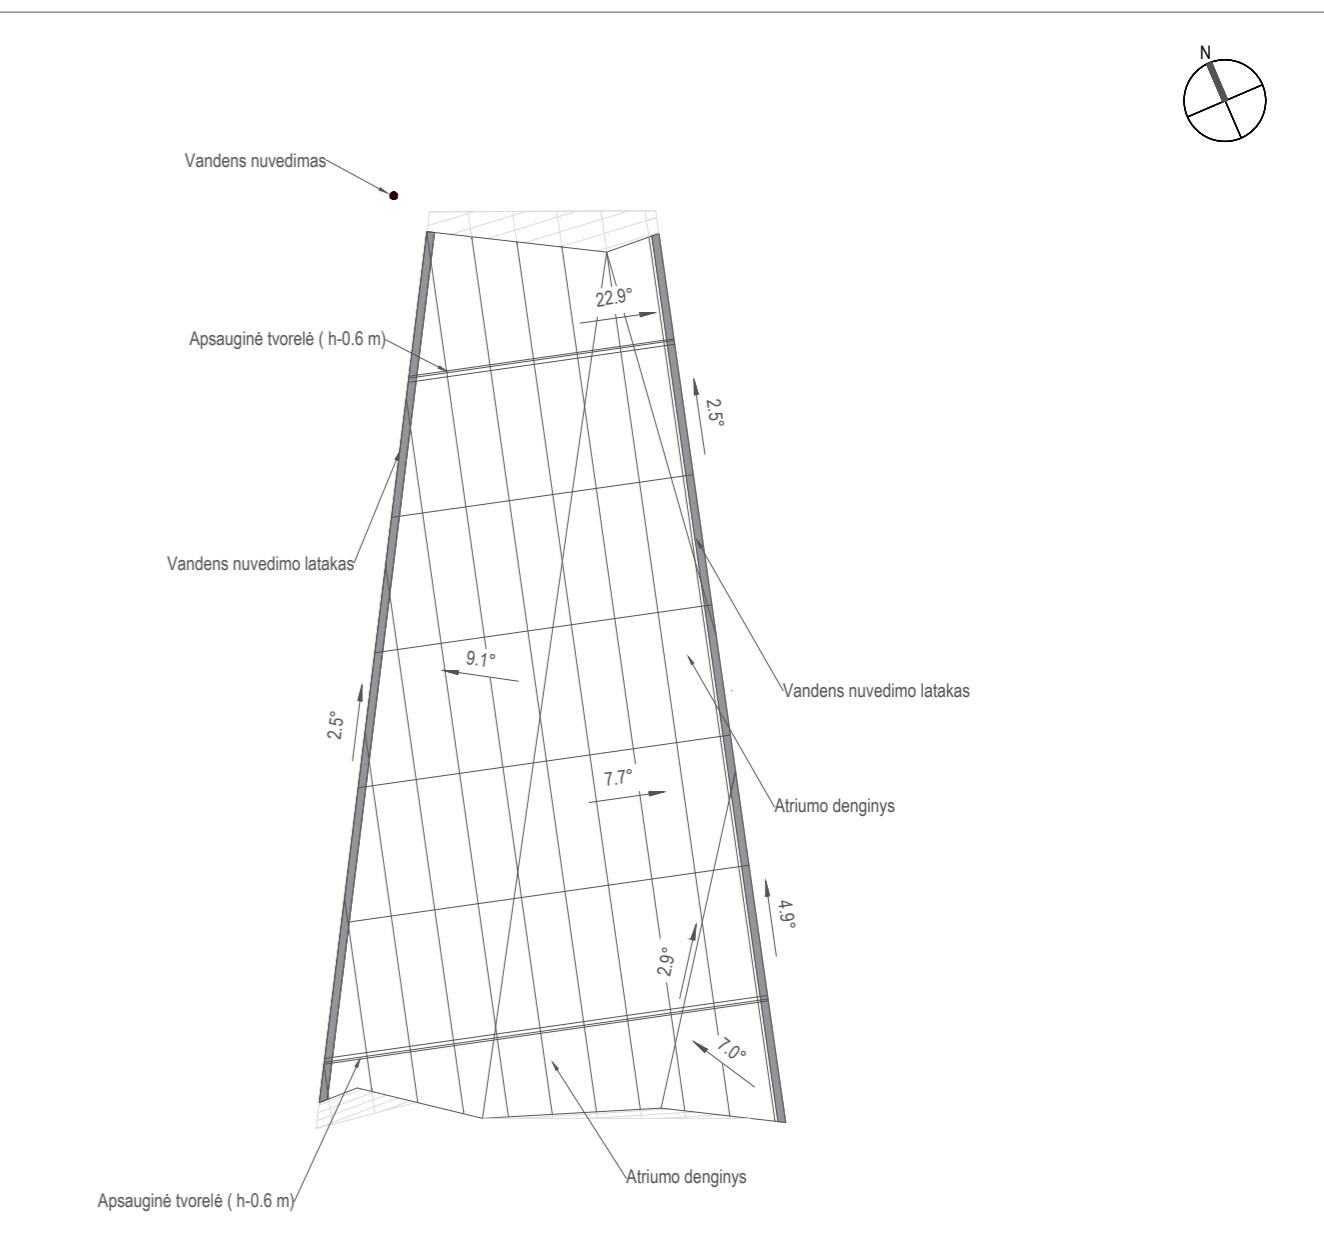 N
Vandens nuvedimas
22.9°
Apsauginė tvorelė ( h-0.6 m)
2.5°
Vandens nuvedimo latakas
9.1°
Vandens nuvedimo latakas
2.5°
7.7°
Atriumo denginys
4.9°
2.9°
7.0°
Atriumo denginys
Apsauginė tvorelė ( h-0.6 m)